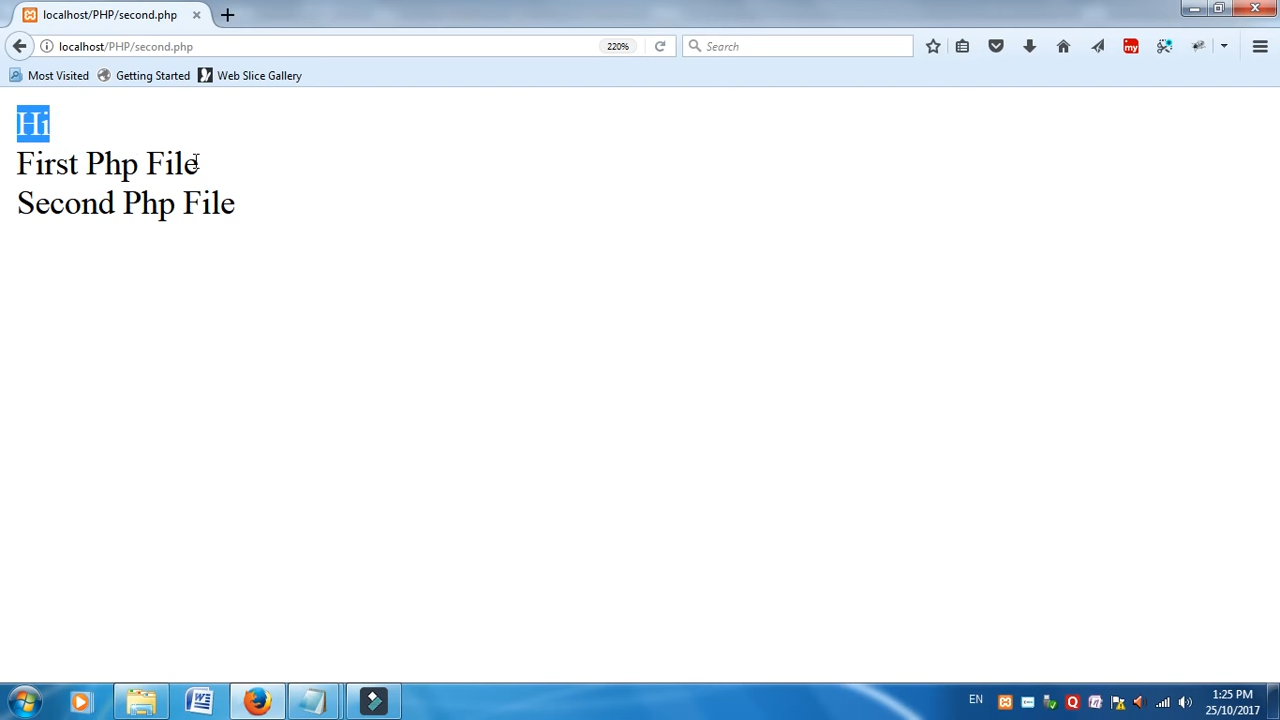 localhost/PHP/second.php
localhost/PHP/second.php
220%
Search
my
Most Visited
Getting Started
Web Slice Gallery
Hi
First Php File
Second Php File
EN
1:25 PM
25/10/2017